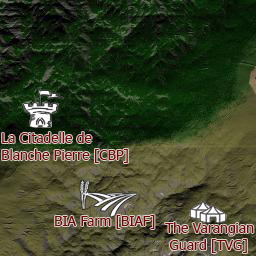 La Citadelle de
Blanche Pierre [CBP]
BIA Farm [BIAF]
The Varangian
Guard [TVG]